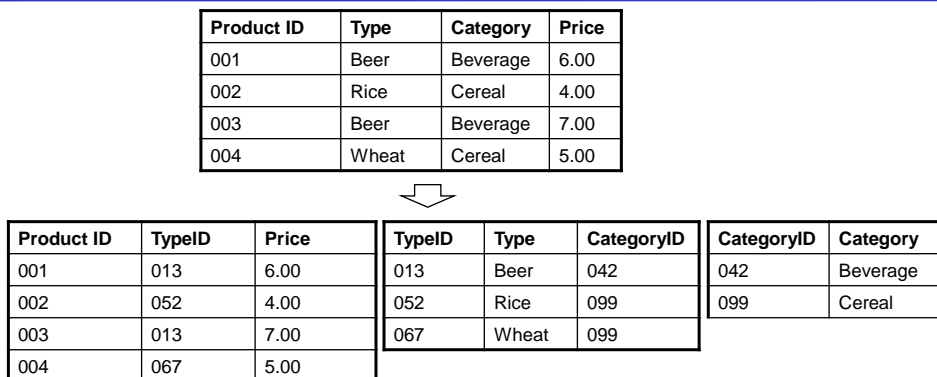 Product ID Type Category Price
001 Beer Beverage 6.00
002 Rice Cereal 4.00
003 Beer Beverage 7.00
004 Wheat Cereal 5.00
Product ID TypeID Price
001 013 6.00
002 052 4.00
003 013 7.00
004 067 5.00
TypeID Type CategoryID
013 Beer 042
052 Rice 099
067 Wheat 099
CategoryID Category
042 Beverage
099 Cereal